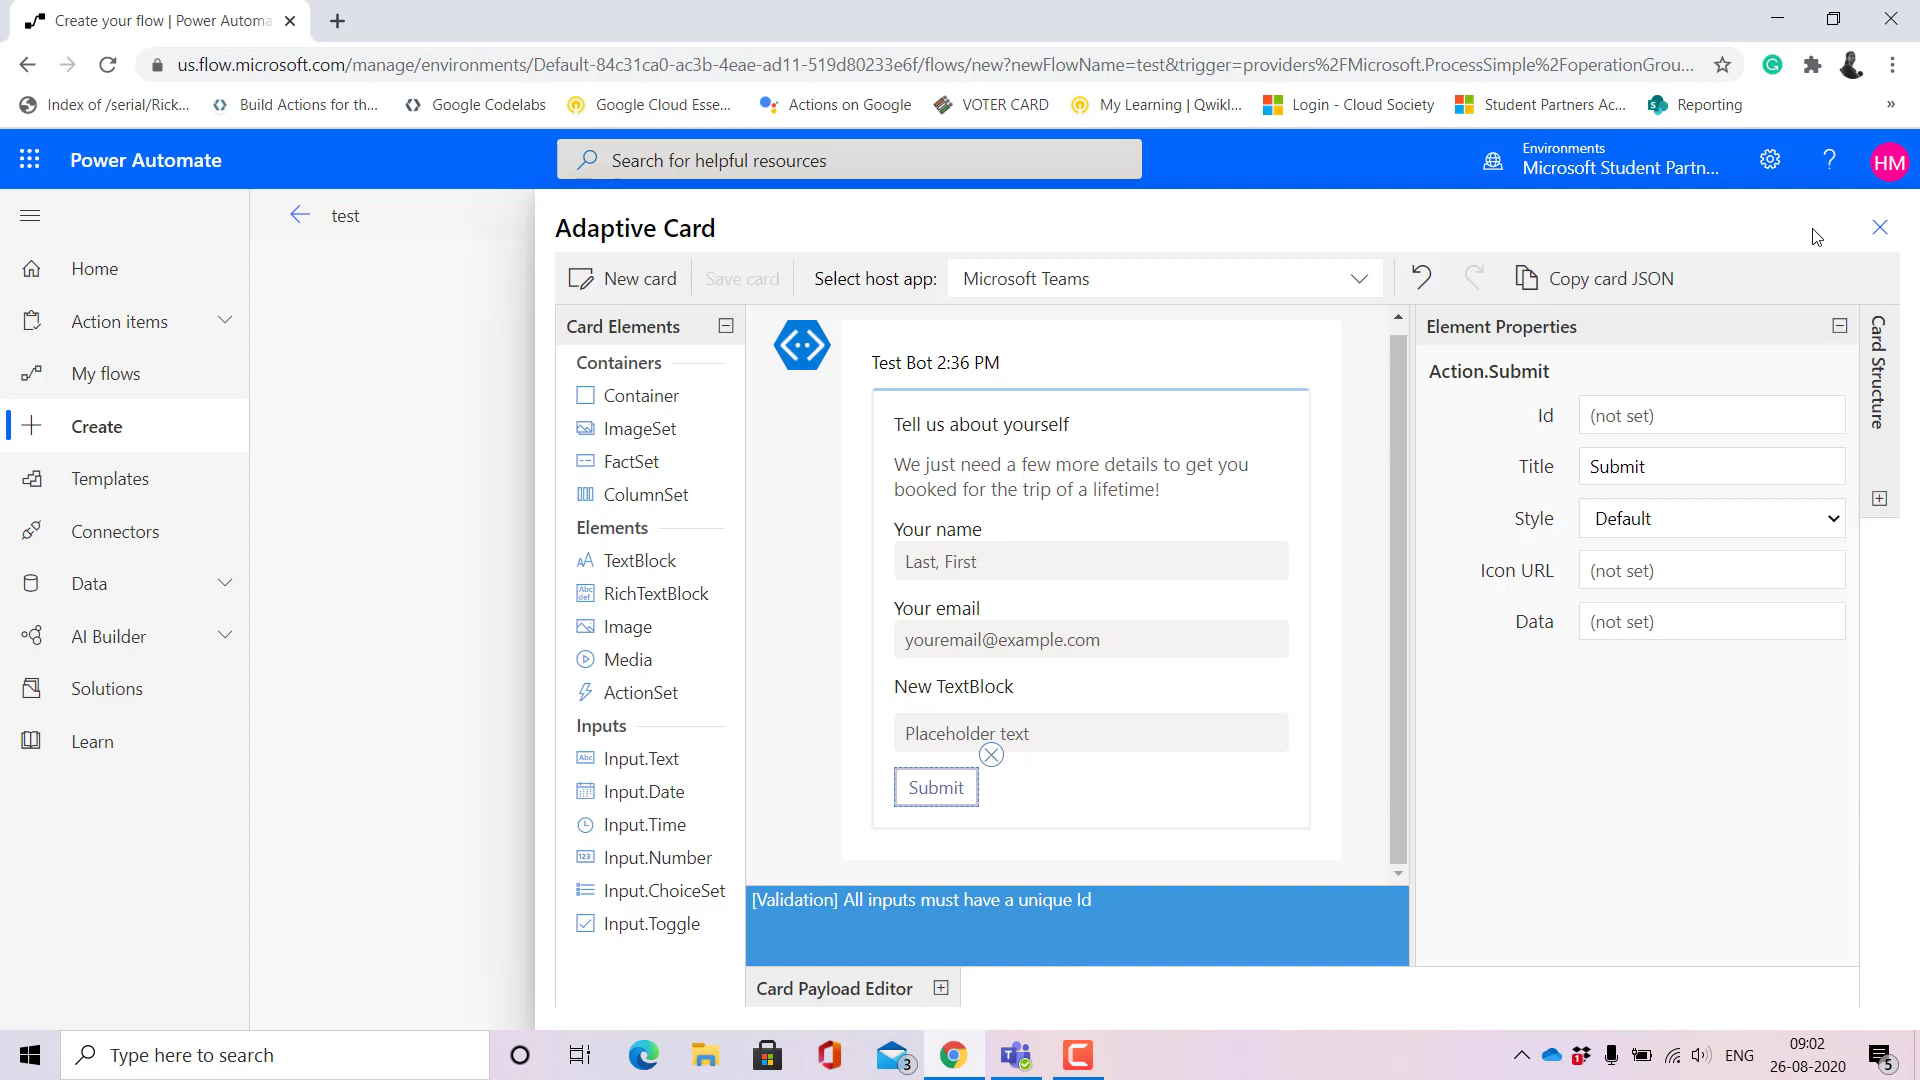 Create your flow | Power Automa
us.flow.microsoft.com/manage/environments/Default-84c31ca0-ac3b-4eae-ad11-519d80233e6f/flows/new?newFlowName=test&trigger=providers%2FMicrosoft.ProcessSimple%2FoperationGrou...
Index of /serial/Rick...
Build Actions for th...
Google Codelabs
Google Cloud Esse...
Actions on Google
VOTER CARD
My Learning | Qwikl...
Login - Cloud Society
Student Partners Ac...
Reporting
»
Power Automate
Search for helpful resources
Environments
Microsoft Student Partn...
?
HM
test
Home
Action items
My flows
Create
Templates
Connectors
Data
AI Builder
Solutions
Learn
Adaptive Card
New card
Save card
Select host app:
Microsoft Teams
Copy card JSON
Card Elements
Containers
Container
ImageSet
FactSet
ColumnSet
Elements
TextBlock
RichTextBlock
Image
Media
ActionSet
Inputs
Input.Text
Input.Date
Input.Time
Input.Number
Input.ChoiceSet
Input.Toggle
Test Bot 2:36 PM
Tell us about yourself
We just need a few more details to get you
booked for the trip of a lifetime!
Your name
Last, First
Your email
youremail@example.com
New TextBlock
Placeholder text
Submit
[Validation] All inputs must have a unique Id
Card Payload Editor
Element Properties
Action.Submit
Id
(not set)
Title
Submit
Style
Default
Icon URL
(not set)
Data
(not set)
Card Structure
Type here to search
3
1
ENG
09:02
26-08-2020
5